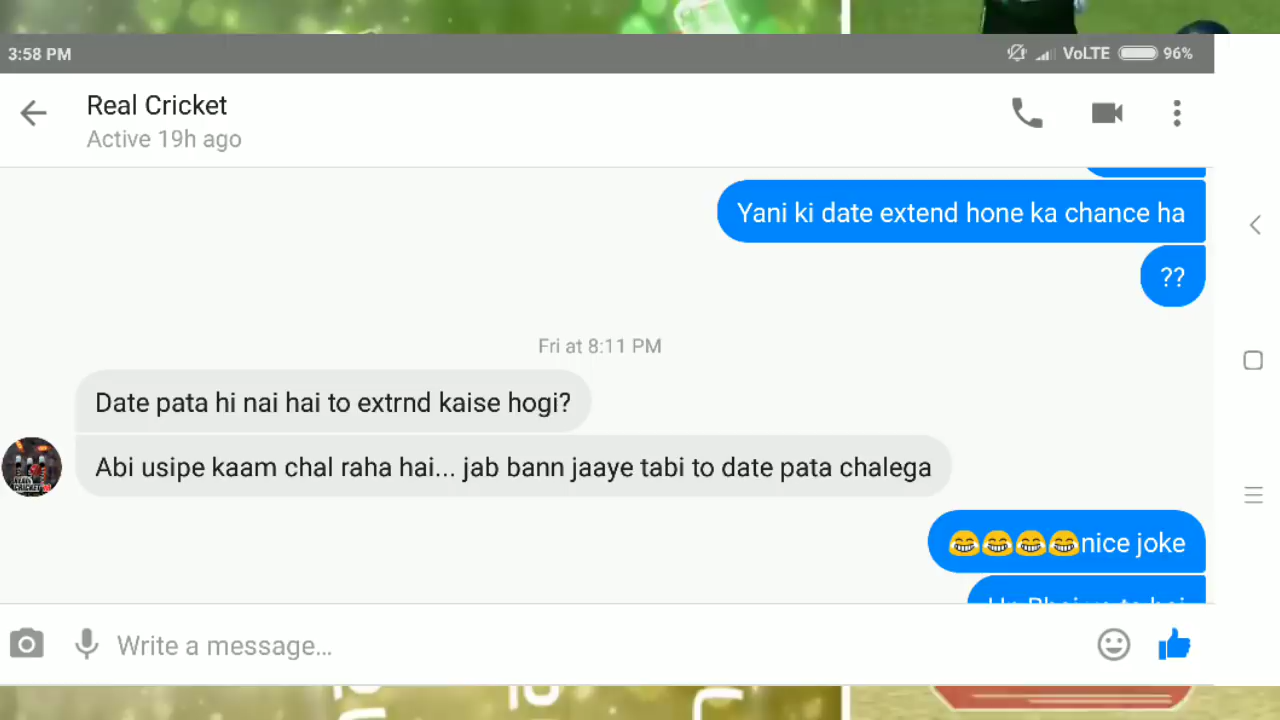 3:58 PM
VoLTE 96%
Real Cricket
Active 19h ago
Yani ki date extend hone ka chance ha
??
Fri at 8:11 PM
Date pata hi nai hai to extrnd kaise hogi?
Abi usipe kaam chal raha hai... jab bann jaaye tabi to date pata chalega
REAL
CRICKET
😂😂😂😂nice joke
Write a message...